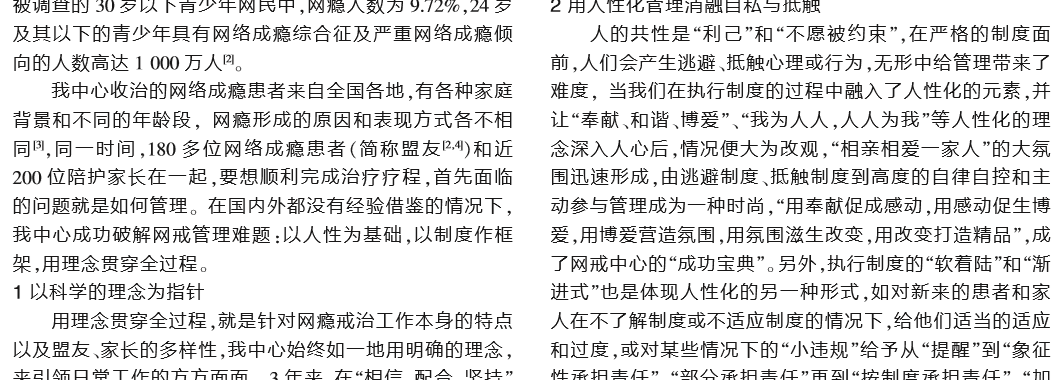 被调查的 30 岁以下青少年网民中,网瘾人数为 9.72%,24 岁
及其以下的青少年具有网络成瘾综合征及严重网络成瘾倾
向的人数高达 1 000 万人[2]。
我中心收治的网络成瘾患者来自全国各地,有各种家庭
背景和不同的年龄段, 网瘾形成的原因和表现方式各不相
同[3],同一时间,180 多位网络成瘾患者(简称盟友[2,4])和近
200 位陪护家长在一起,要想顺利完成治疗疗程,首先面临
的问题就是如何管理。在国内外都没有经验借鉴的情况下,
我中心成功破解网戒管理难题:以人性为基础,以制度作框
架,用理念贯穿全过程。
1 以科学的理念为指针
用理念贯穿全过程,就是针对网瘾戒治工作本身的特点
以及盟友、家长的多样性,我中心始终如一地用明确的理念,
来引领日常工作的方方面面。3 年来,在“相信、配合、坚持”
2 用人性化管理消融自私与抵触
人的共性是“利己”和“不愿被约束”,在严格的制度面
前,人们会产生逃避、抵触心理或行为,无形中给管理带来了
难度, 当我们在执行制度的过程中融入了人性化的元素,并
让“奉献、和谐、博爱”、“我为人人,人人为我”等人性化的理
念深入人心后,情况便大为改观,“相亲相爱一家人”的大氛
围迅速形成,由逃避制度、抵触制度到高度的自律自控和主
动参与管理成为一种时尚,“用奉献促成感动,用感动促生博
爱,用博爱营造氛围,用氛围滋生改变,用改变打造精品”,成
了网戒中心的“成功宝典”。另外,执行制度的“软着陆”和“渐
进式”也是体现人性化的另一种形式,如对新来的患者和家
人在不了解制度或不适应制度的情况下,给他们适当的适应
和过度,或对某些情况下的“小违规”给予从“提醒”到“象征
性承担责任”、“部分承担责任”再到“按制度承担责任”、“加